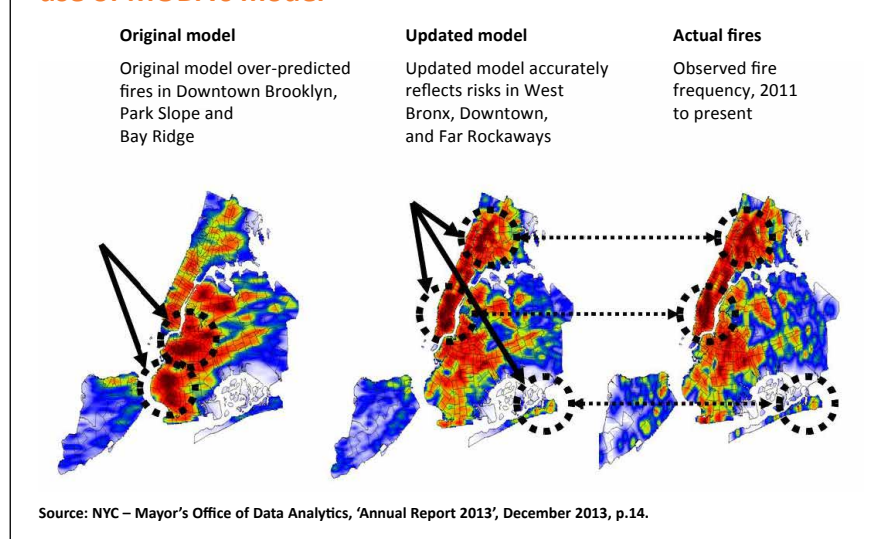 Original model
Original model over-predicted
fires in Downtown Brooklyn,
Park Slope and
Bay Ridge
Updated model
Updated model accurately
reflects risks in West
Bronx, Downtown,
and Far Rockaways
Actual fires
Observed fire
frequency, 2011
to present
Source: NYC – Mayor's Office of Data Analytics, 'Annual Report 2013', December 2013, p.14.